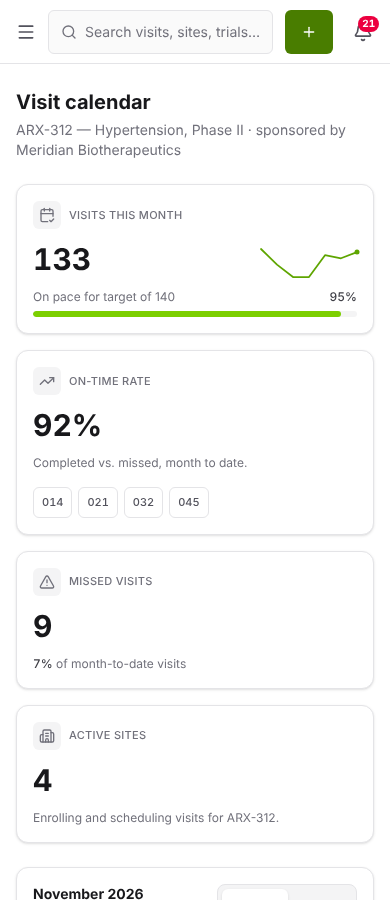 Search visits, sites, trials...
21
Visit calendar
ARX-312 — Hypertension, Phase II · sponsored by
Meridian Biotherapeutics
VISITS THIS MONTH
133
On pace for target of 140
95%
ON-TIME RATE
92%
Completed vs. missed, month to date.
014 021 032 045
MISSED VISITS
9
7% of month-to-date visits
ACTIVE SITES
4
Enrolling and scheduling visits for ARX-312.
November 2026